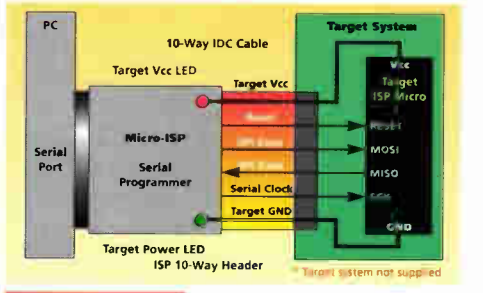 PC
Target System
10-Way IDC Cable
Target Vcc LED
Target Vcc
Vcc
Target
ISP Micro
RESET
Micro-ISP
MOSI
Serial
Port
Serial
Programmer
MISO
Serial Clock
Target GND
GND
Target Power LED
ISP 10-Way Header
* Target system not supplied